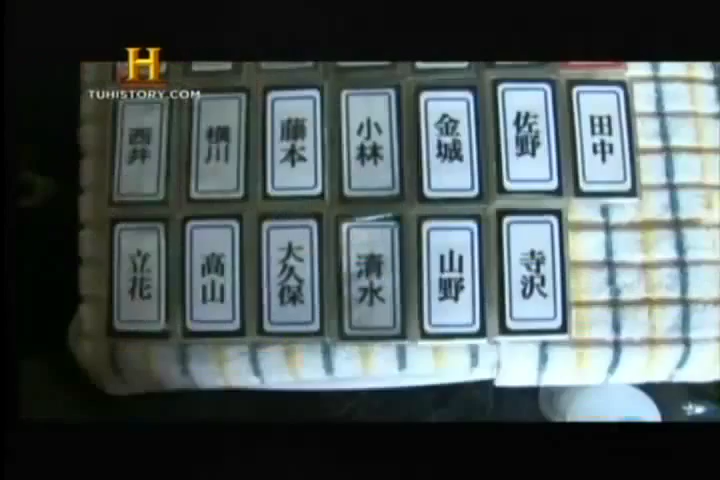 H
TUHISTORY.COM
西井 横川 藤本 小林 金城 佐野 田中
立花 高山 大久保 清水 山野 寺沢